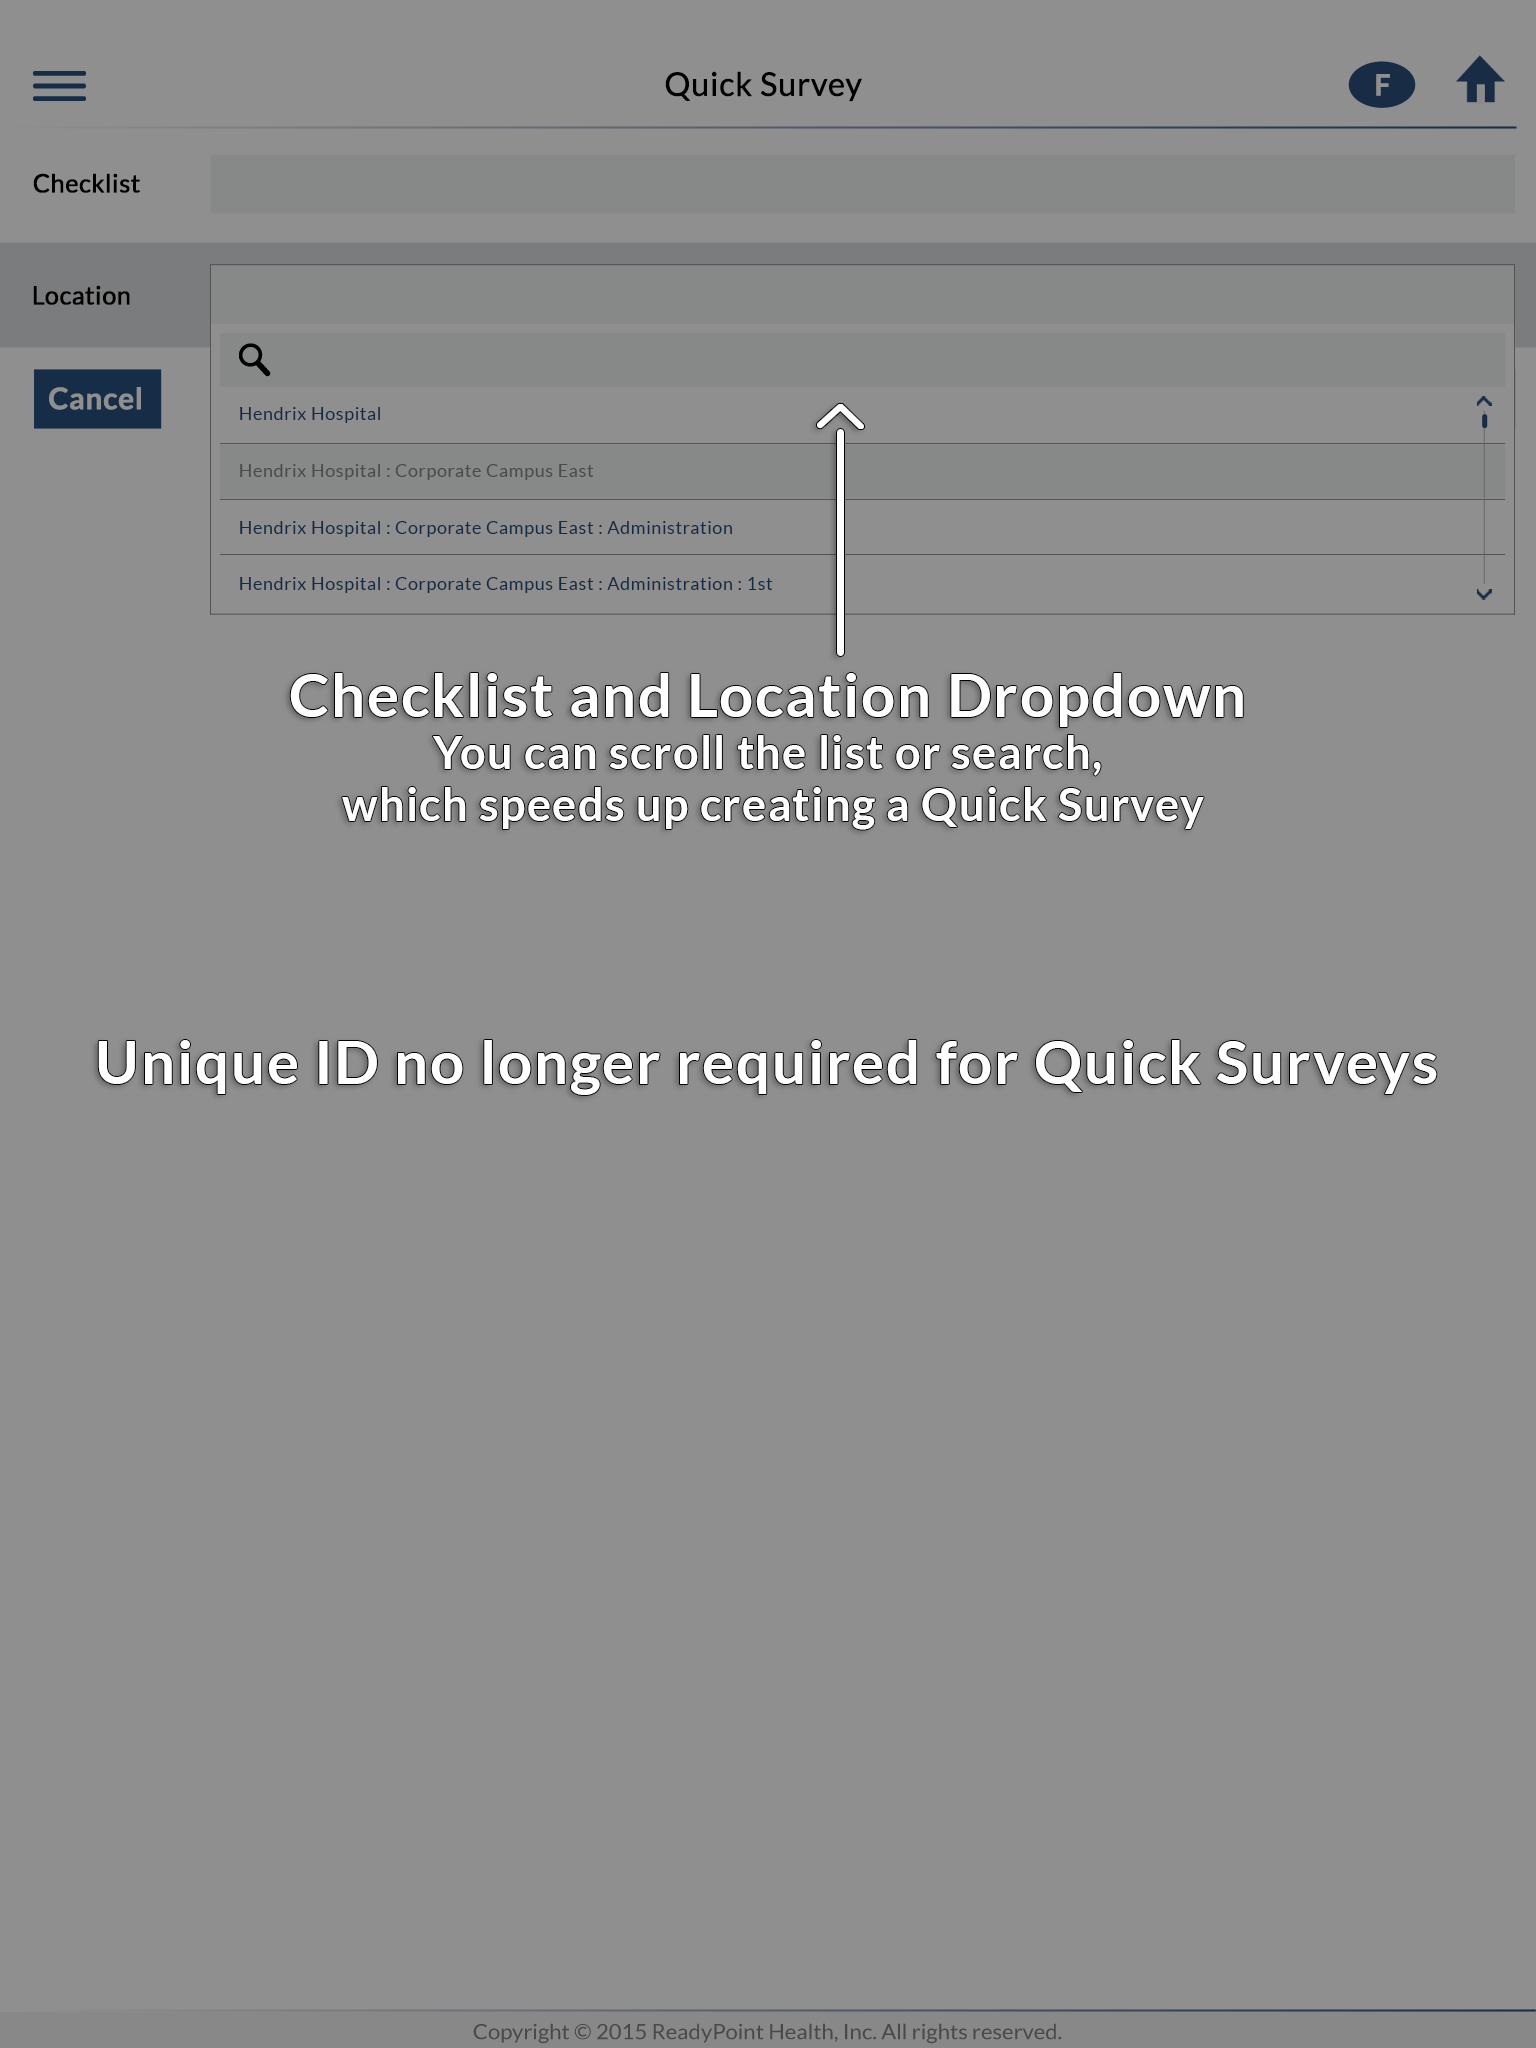 Quick Survey
F
Checklist
Location
Cancel
Hendrix Hospital
Hendrix Hospital : Corporate Campus East
Hendrix Hospital : Corporate Campus East : Administration
Hendrix Hospital : Corporate Campus East : Administration : 1st
Checklist and Location Dropdown
You can scroll the list or search,
which speeds up creating a Quick Survey
Unique ID no longer required for Quick Surveys
Copyright © 2015 ReadyPoint Health, Inc. All rights reserved.